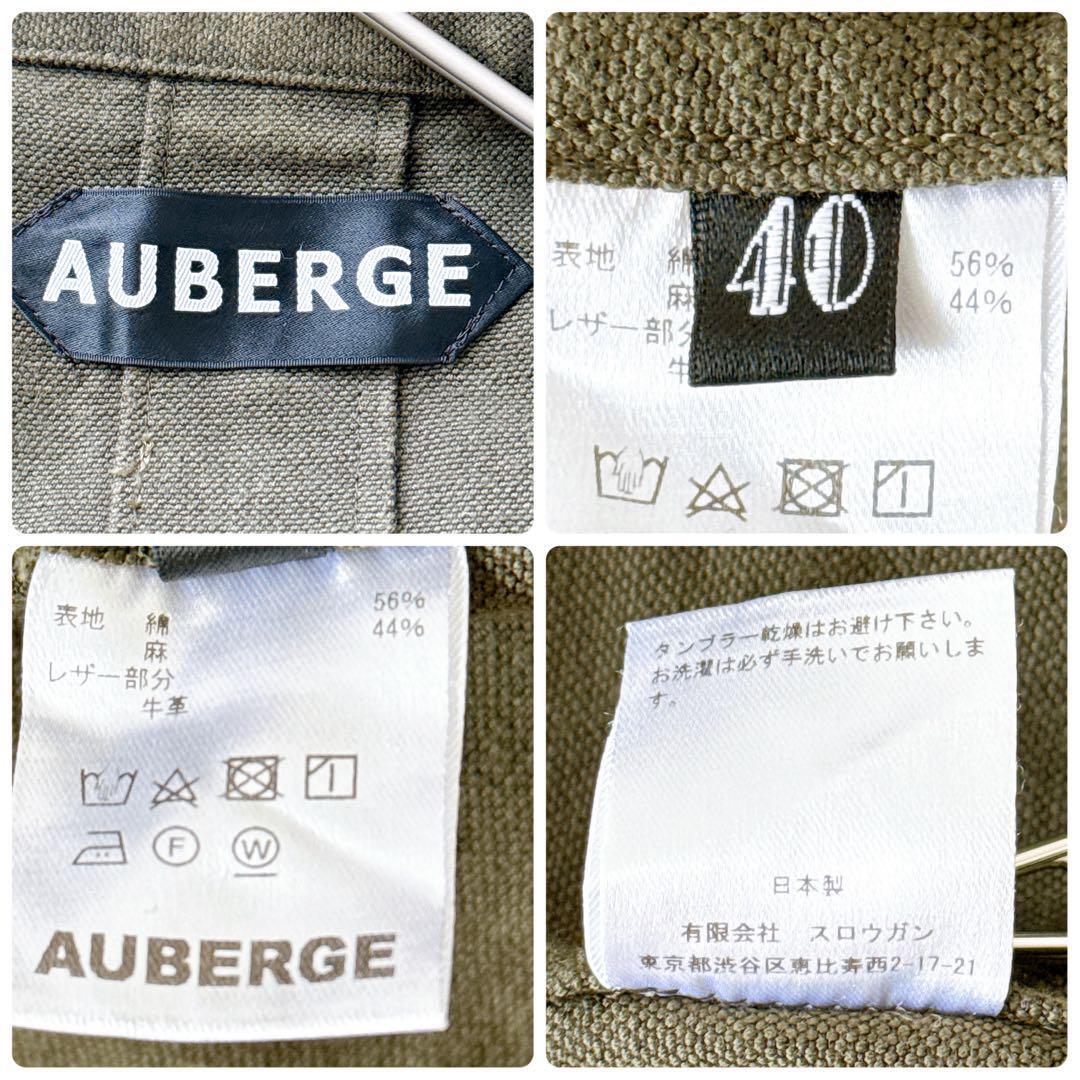 AUBERGE
40
表地 綿 56%
麻 44%
レザー部分
牛
表地 綿 56%
麻 44%
レザー部分
牛革
F W
AUBERGE
タンブラー乾燥はお避け下さい。
お洗濯は必ず手洗いでお願いしま
す。
日本製
有限会社 スロウガン
東京都渋谷区恵比寿西2-17-21